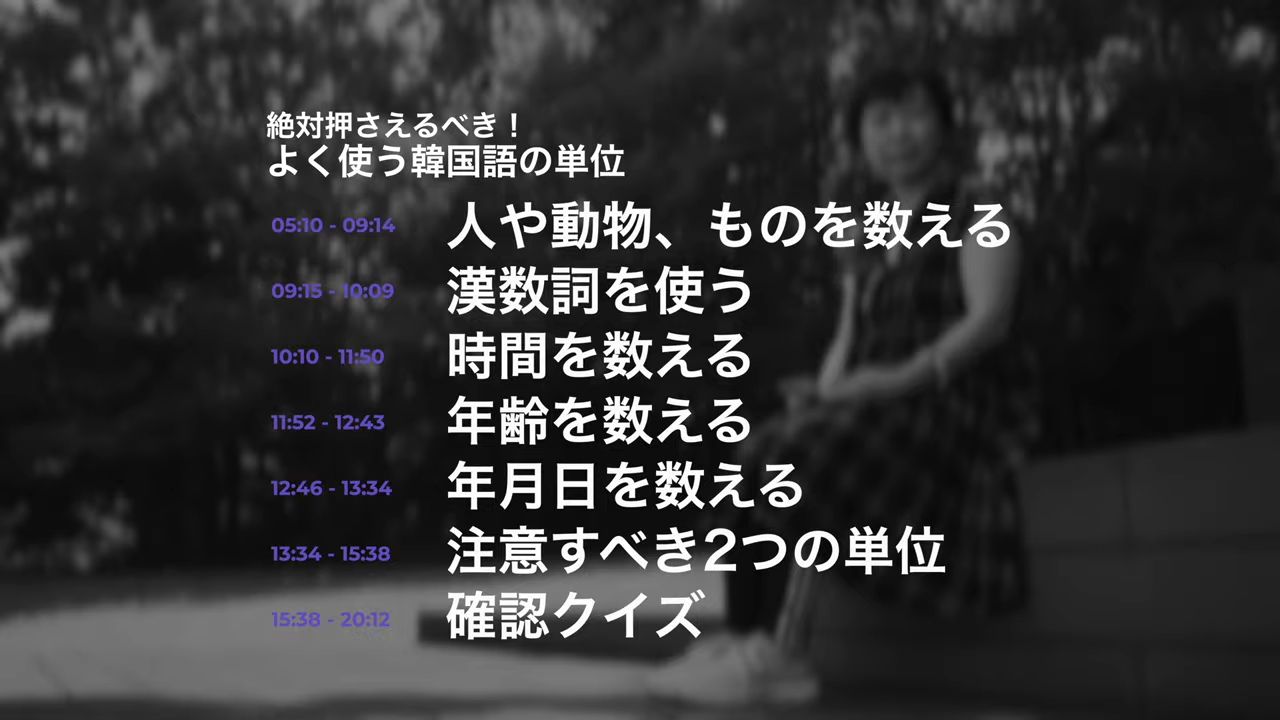 絶対押さえるべき！
よく使う韓国語の単位
05:10 - 09:14 人や動物、ものを数える
09:15 - 10:09 漢数詞を使う
10:10 - 11:50 時間を数える
11:52 - 12:43 年齢を数える
12:46 - 13:34 年月日を数える
13:34 - 15:38 注意すべき2つの単位
15:38 - 20:12 確認クイズ